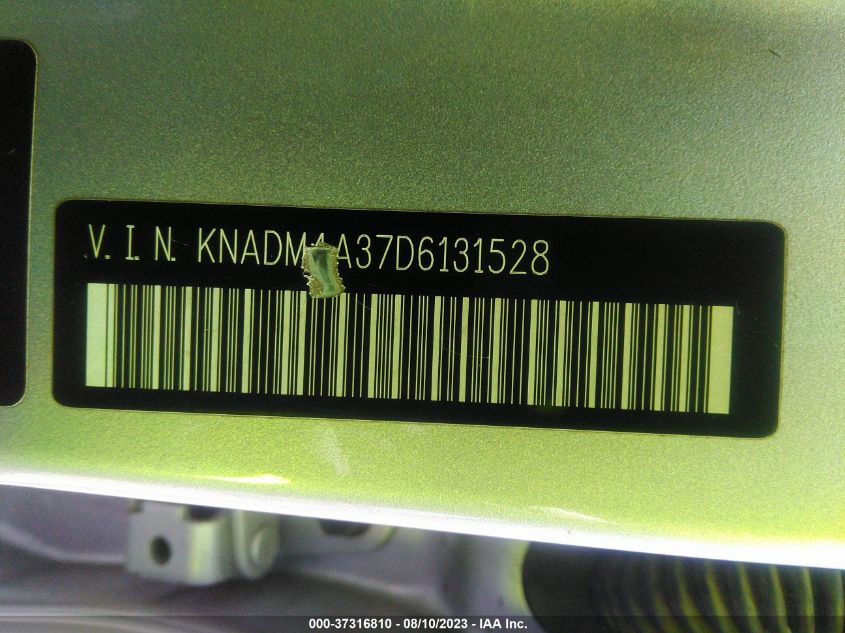 V. I. N. KNADM4A37D6131528
000-37316810 - 08/10/2023 - IAA Inc.